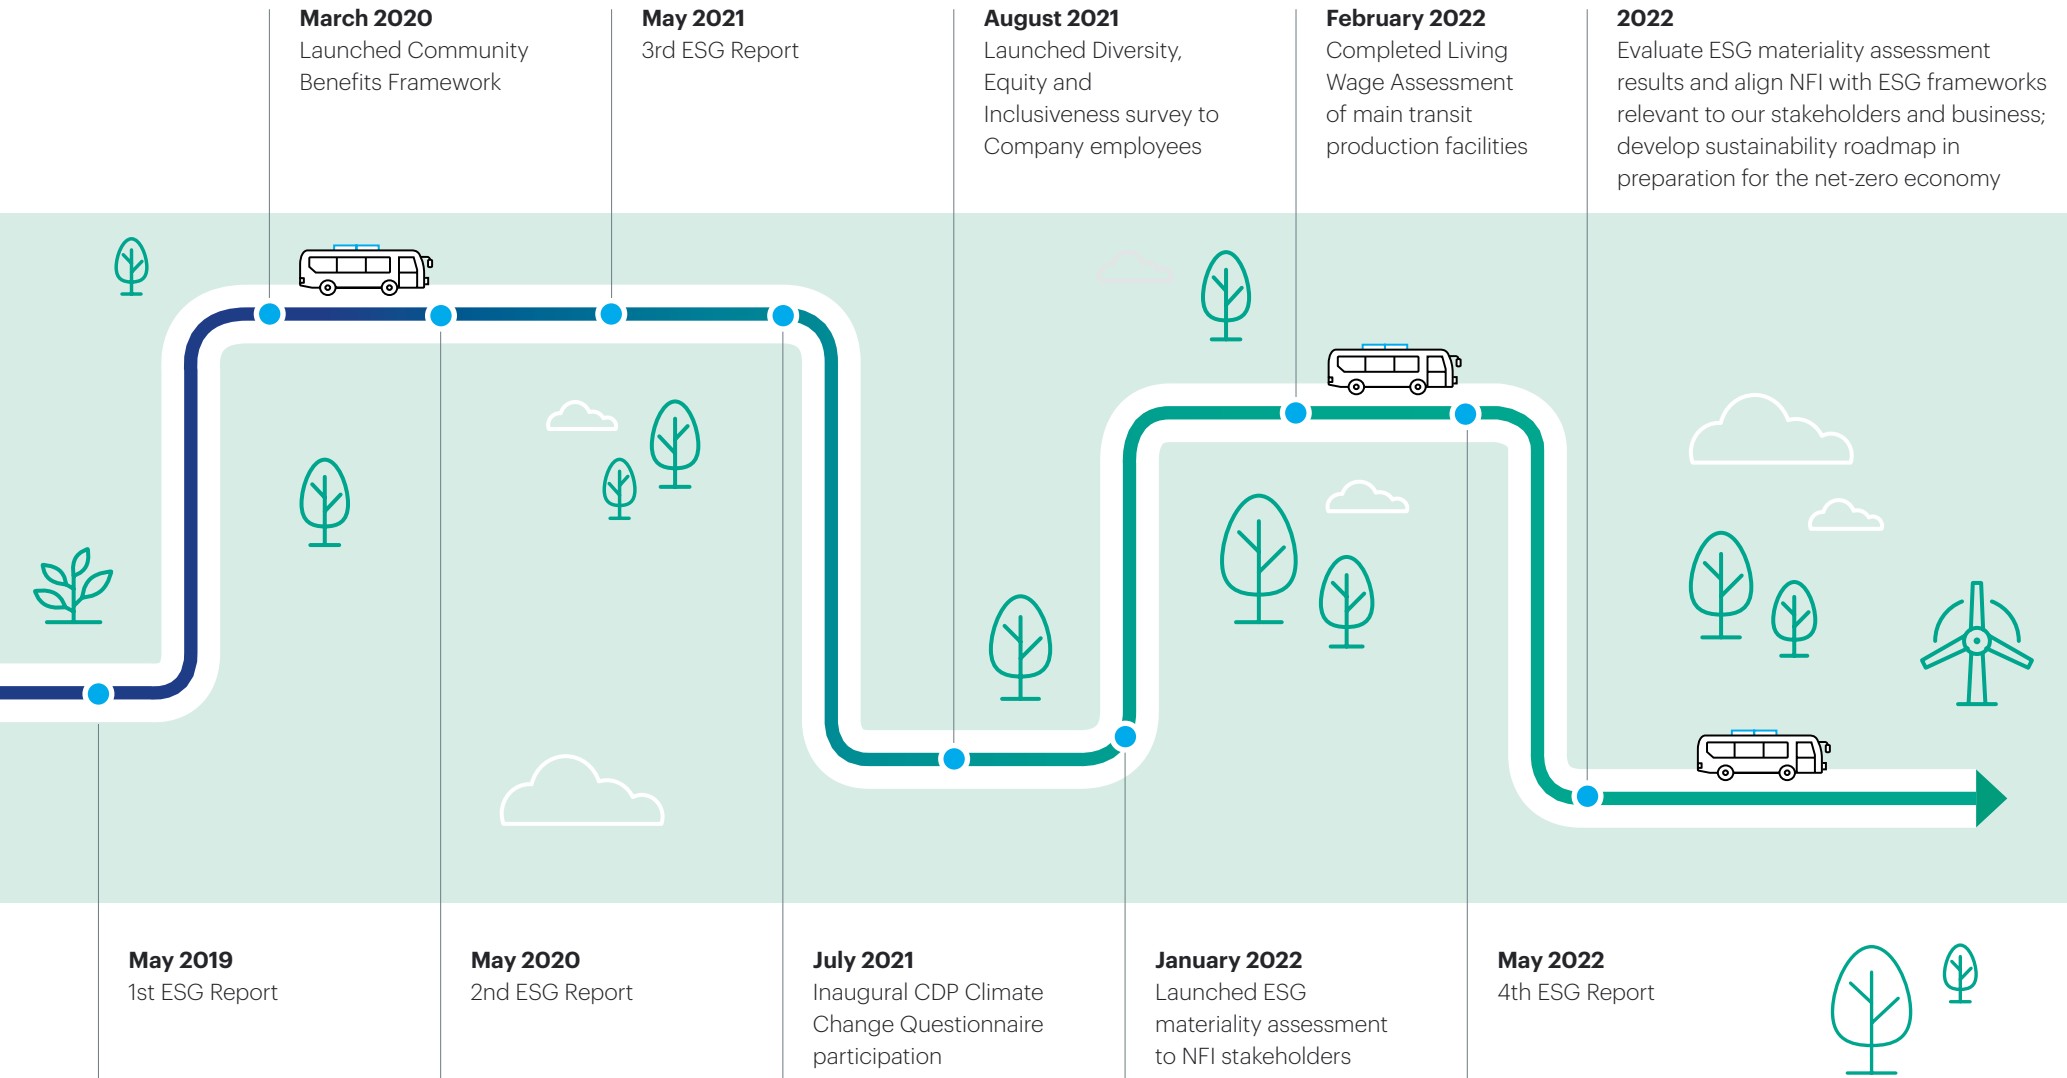 March 2020
Launched Community
Benefits Framework
May 2021
3rd ESG Report
August 2021
Launched Diversity,
Equity and
Inclusiveness survey to
Company employees
February 2022
Completed Living
Wage Assessment
of main transit
production facilities
2022
Evaluate ESG materiality assessment
results and align NFI with ESG frameworks
relevant to our stakeholders and business;
develop sustainability roadmap in
preparation for the net-zero economy
May 2019
1st ESG Report
May 2020
2nd ESG Report
July 2021
Inaugural CDP Climate
Change Questionnaire
participation
January 2022
Launched ESG
materiality assessment
to NFI stakeholders
May 2022
4th ESG Report